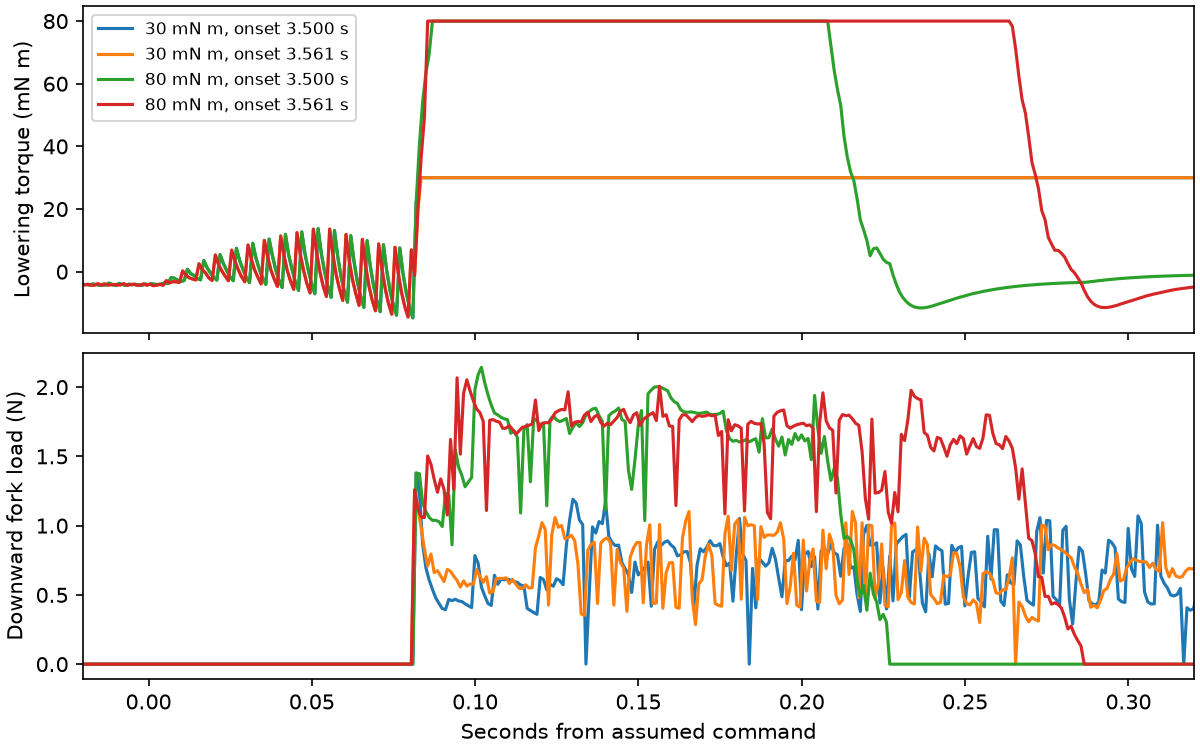 Lowering torque (mN m)
80
60
40
20
0
30 mN m, onset 3.500 s
30 mN m, onset 3.561 s
80 mN m, onset 3.500 s
80 mN m, onset 3.561 s
Downward fork load (N)
2.0
1.5
1.0
0.5
0.0
0.00 0.05 0.10 0.15 0.20 0.25 0.30
Seconds from assumed command